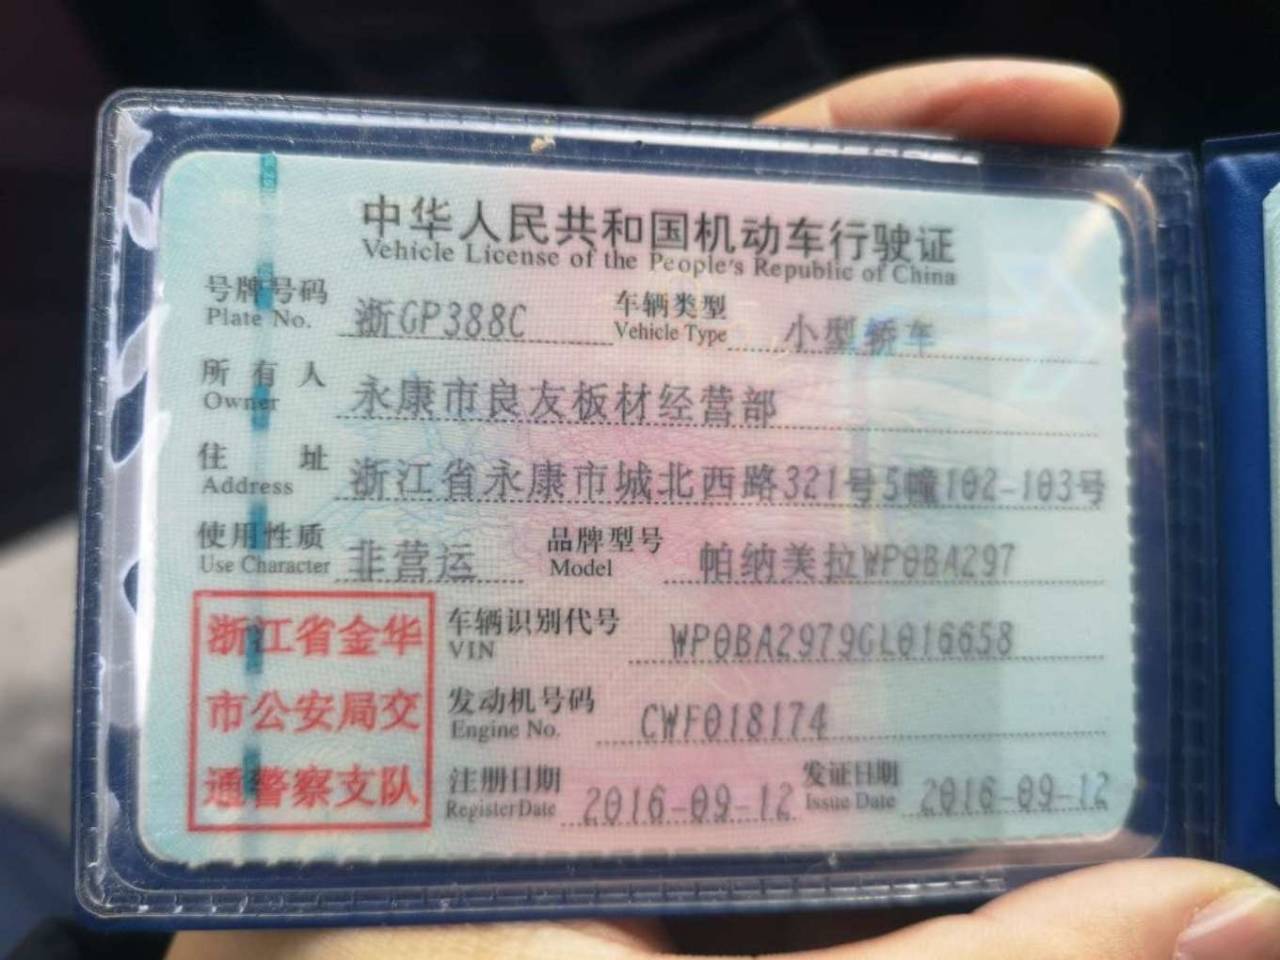 中华人民共和国机动车行驶证
Vehicle License of the People's Republic of China
号牌号码 浙GP388C 车辆类型 小型轿车
Plate No. Vehicle Type
所有人 永康市良友板材经营部
Owner
住址 浙江省永康市城北西路321号5幢102-103号
Address
使用性质 非营运 品牌型号 帕纳美拉WP0BA297
Use Character Model
浙江省金华
市公安局交
通警察支队
车辆识别代号 WP0BA2979GL016658
VIN
发动机号码 CWF018174
Engine No.
注册日期 2016-09-12 发证日期 2016-09-12
Register Date Issue Date